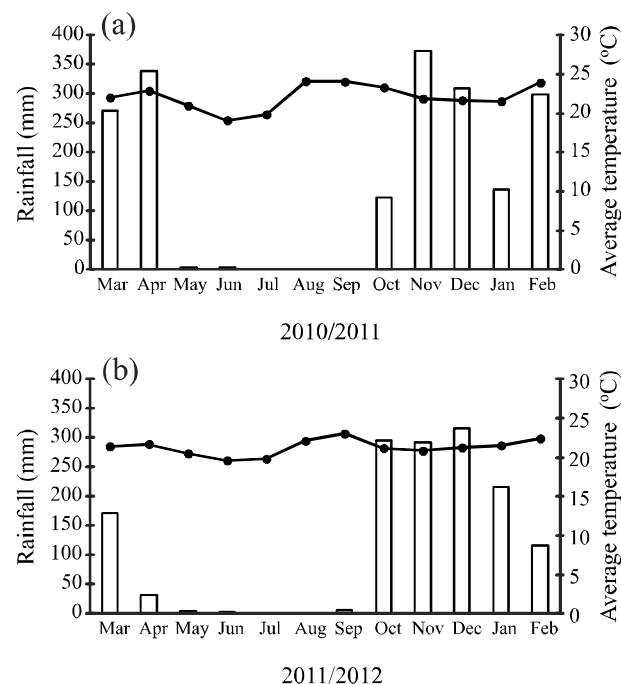 (a)
400 30
350 25
300
250 20
200 15
150
100 10
50 5
0 0
Rainfall (mm)
Average temperature (ºC)
Mar Apr May Jun Jul Aug Sep Oct Nov Dec Jan Feb
2010/2011
(b)
400 30
350 25
300
250 20
200 15
150
100 10
50 5
0 0
Rainfall (mm)
Average temperature (ºC)
Mar Apr May Jun Jul Aug Sep Oct Nov Dec Jan Feb
2011/2012